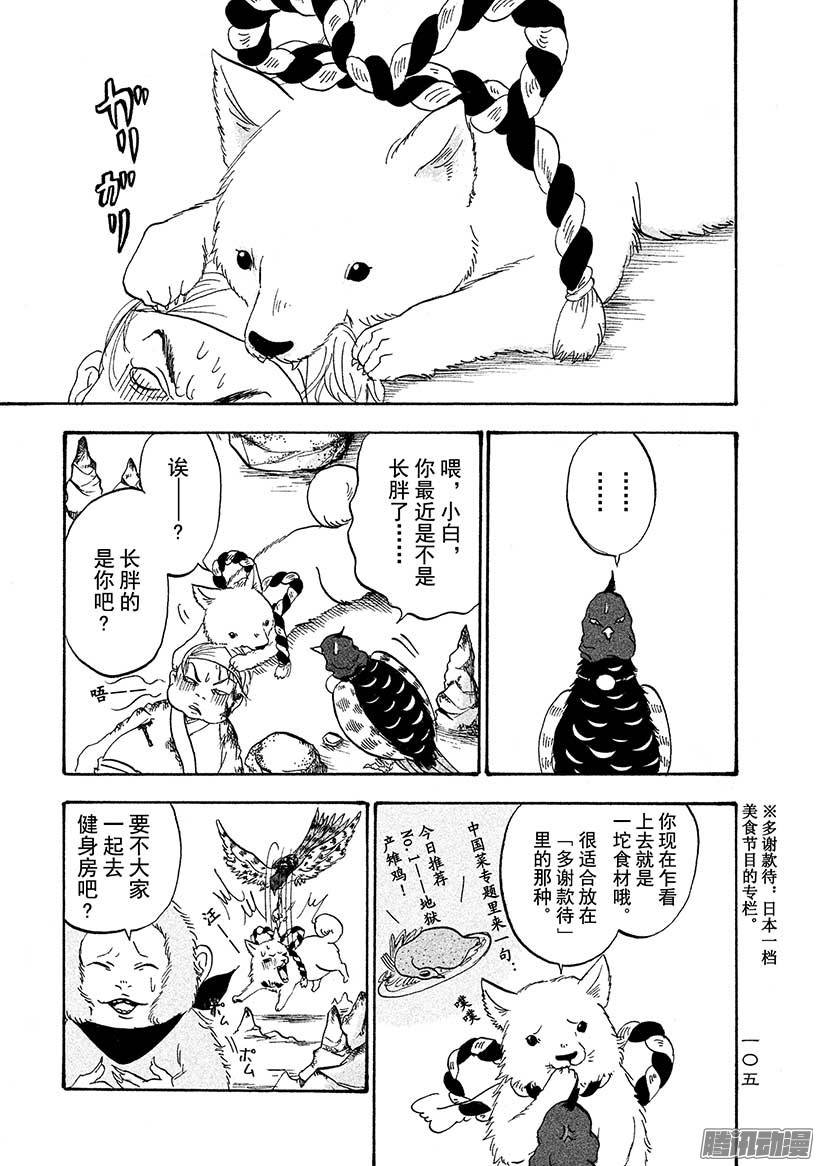 ガリガリ
………
喂，小白，
你最近是不是
长胖了……
诶——？
长胖的
是你吧？
唔———
你现在乍看
上去就是
一坨食材哦。
很适合放在
「多谢款待」
里的那种。
中国菜专题里来一句…
今日推荐
No.1——地狱
产雉鸡！
噗噗
汪—
ポム
ポム
要不大家
一起去
健身房吧？
※多谢款待：日本一档
美食节目的专栏。
一〇五
腾讯动漫